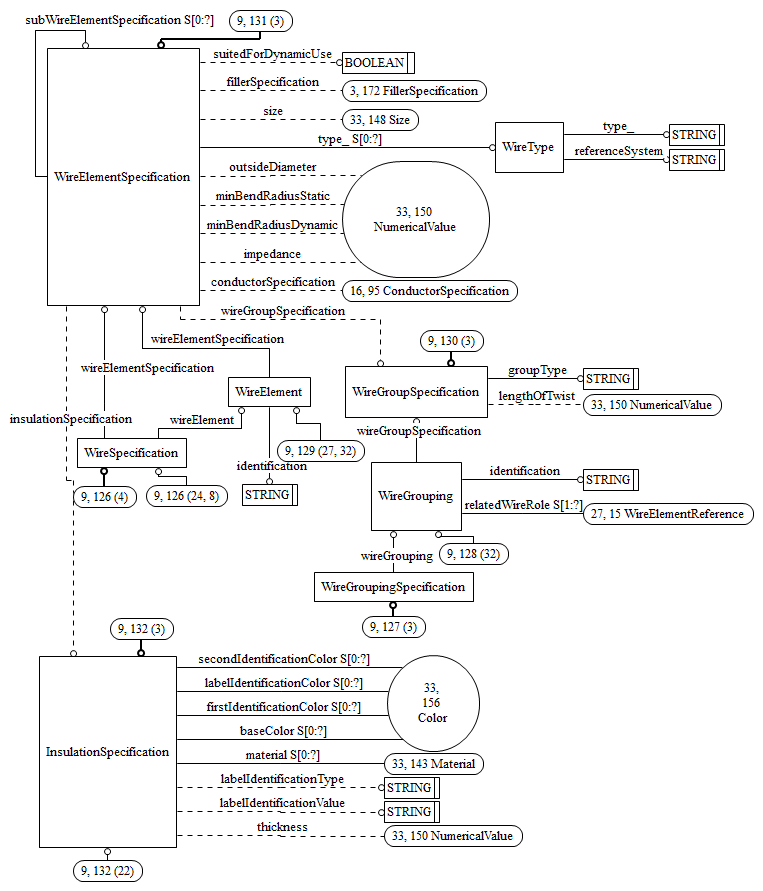 subWireElementSpecification S[0:?]
9, 131 (3)
suitedForDynamicUse
BOOLEAN
fillerSpecification
3, 172 FillerSpecification
size
33, 148 Size
type_ S[0:?]
WireType
type_
STRING
referenceSystem
STRING
WireElementSpecification
outsideDiameter
minBendRadiusStatic
minBendRadiusDynamic
impedance
33, 150
NumericalValue
conductorSpecification
16, 95 ConductorSpecification
wireGroupSpecification
wireElementSpecification
wireElementSpecification
9, 130 (3)
WireElement
WireGroupSpecification
groupType
STRING
lengthOfTwist
33, 150 NumericalValue
insulationSpecification
wireElement
wireGroupSpecification
WireSpecification
9, 129 (27, 32)
identification
STRING
9, 126 (4)
9, 126 (24, 8)
WireGrouping
identification
STRING
relatedWireRole S[1:?]
27, 15 WireElementReference
wireGrouping
9, 128 (32)
WireGroupingSpecification
9, 127 (3)
9, 132 (3)
InsulationSpecification
secondIdentificationColor S[0:?]
labelIdentificationColor S[0:?]
firstIdentificationColor S[0:?]
baseColor S[0:?]
33,
156
Color
material S[0:?]
33, 143 Material
labelIdentificationType
STRING
labelIdentificationValue
STRING
thickness
33, 150 NumericalValue
9, 132 (22)